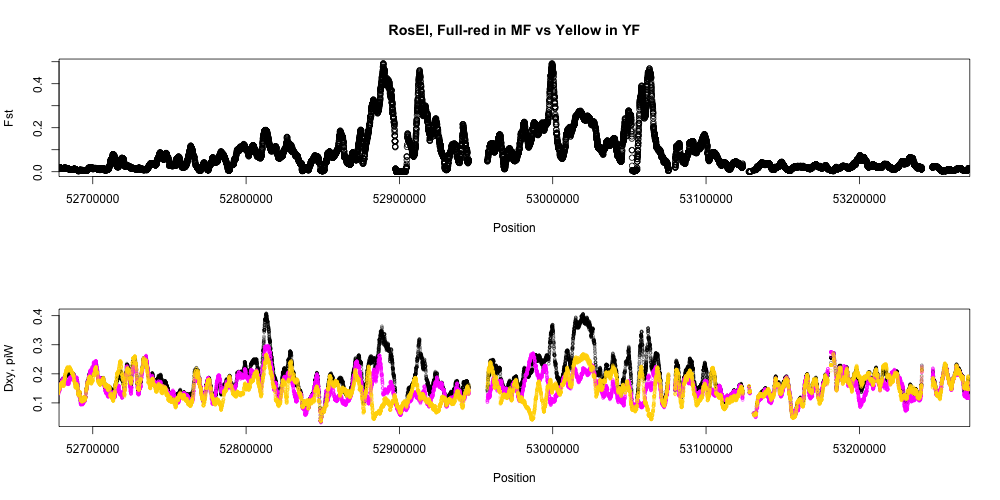 RosEl, Full-red in MF vs Yellow in YF
Fst
0.0 0.2 0.4
52700000 52800000 52900000 53000000 53100000 53200000
Position
Dxy, piW
0.1 0.2 0.3 0.4
52700000 52800000 52900000 53000000 53100000 53200000
Position